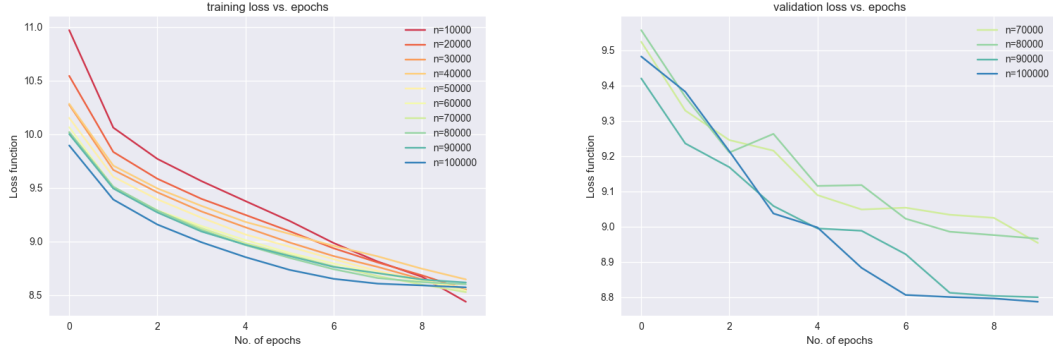 training loss vs. epochs
11.0
10.5
10.0
9.5
9.0
8.5
Loss function
0 2 4 6 8
No. of epochs
n=10000
n=20000
n=30000
n=40000
n=50000
n=60000
n=70000
n=80000
n=90000
n=100000
validation loss vs. epochs
9.5
9.4
9.3
9.2
9.1
9.0
8.9
8.8
Loss function
0 2 4 6 8
No. of epochs
n=70000
n=80000
n=90000
n=100000